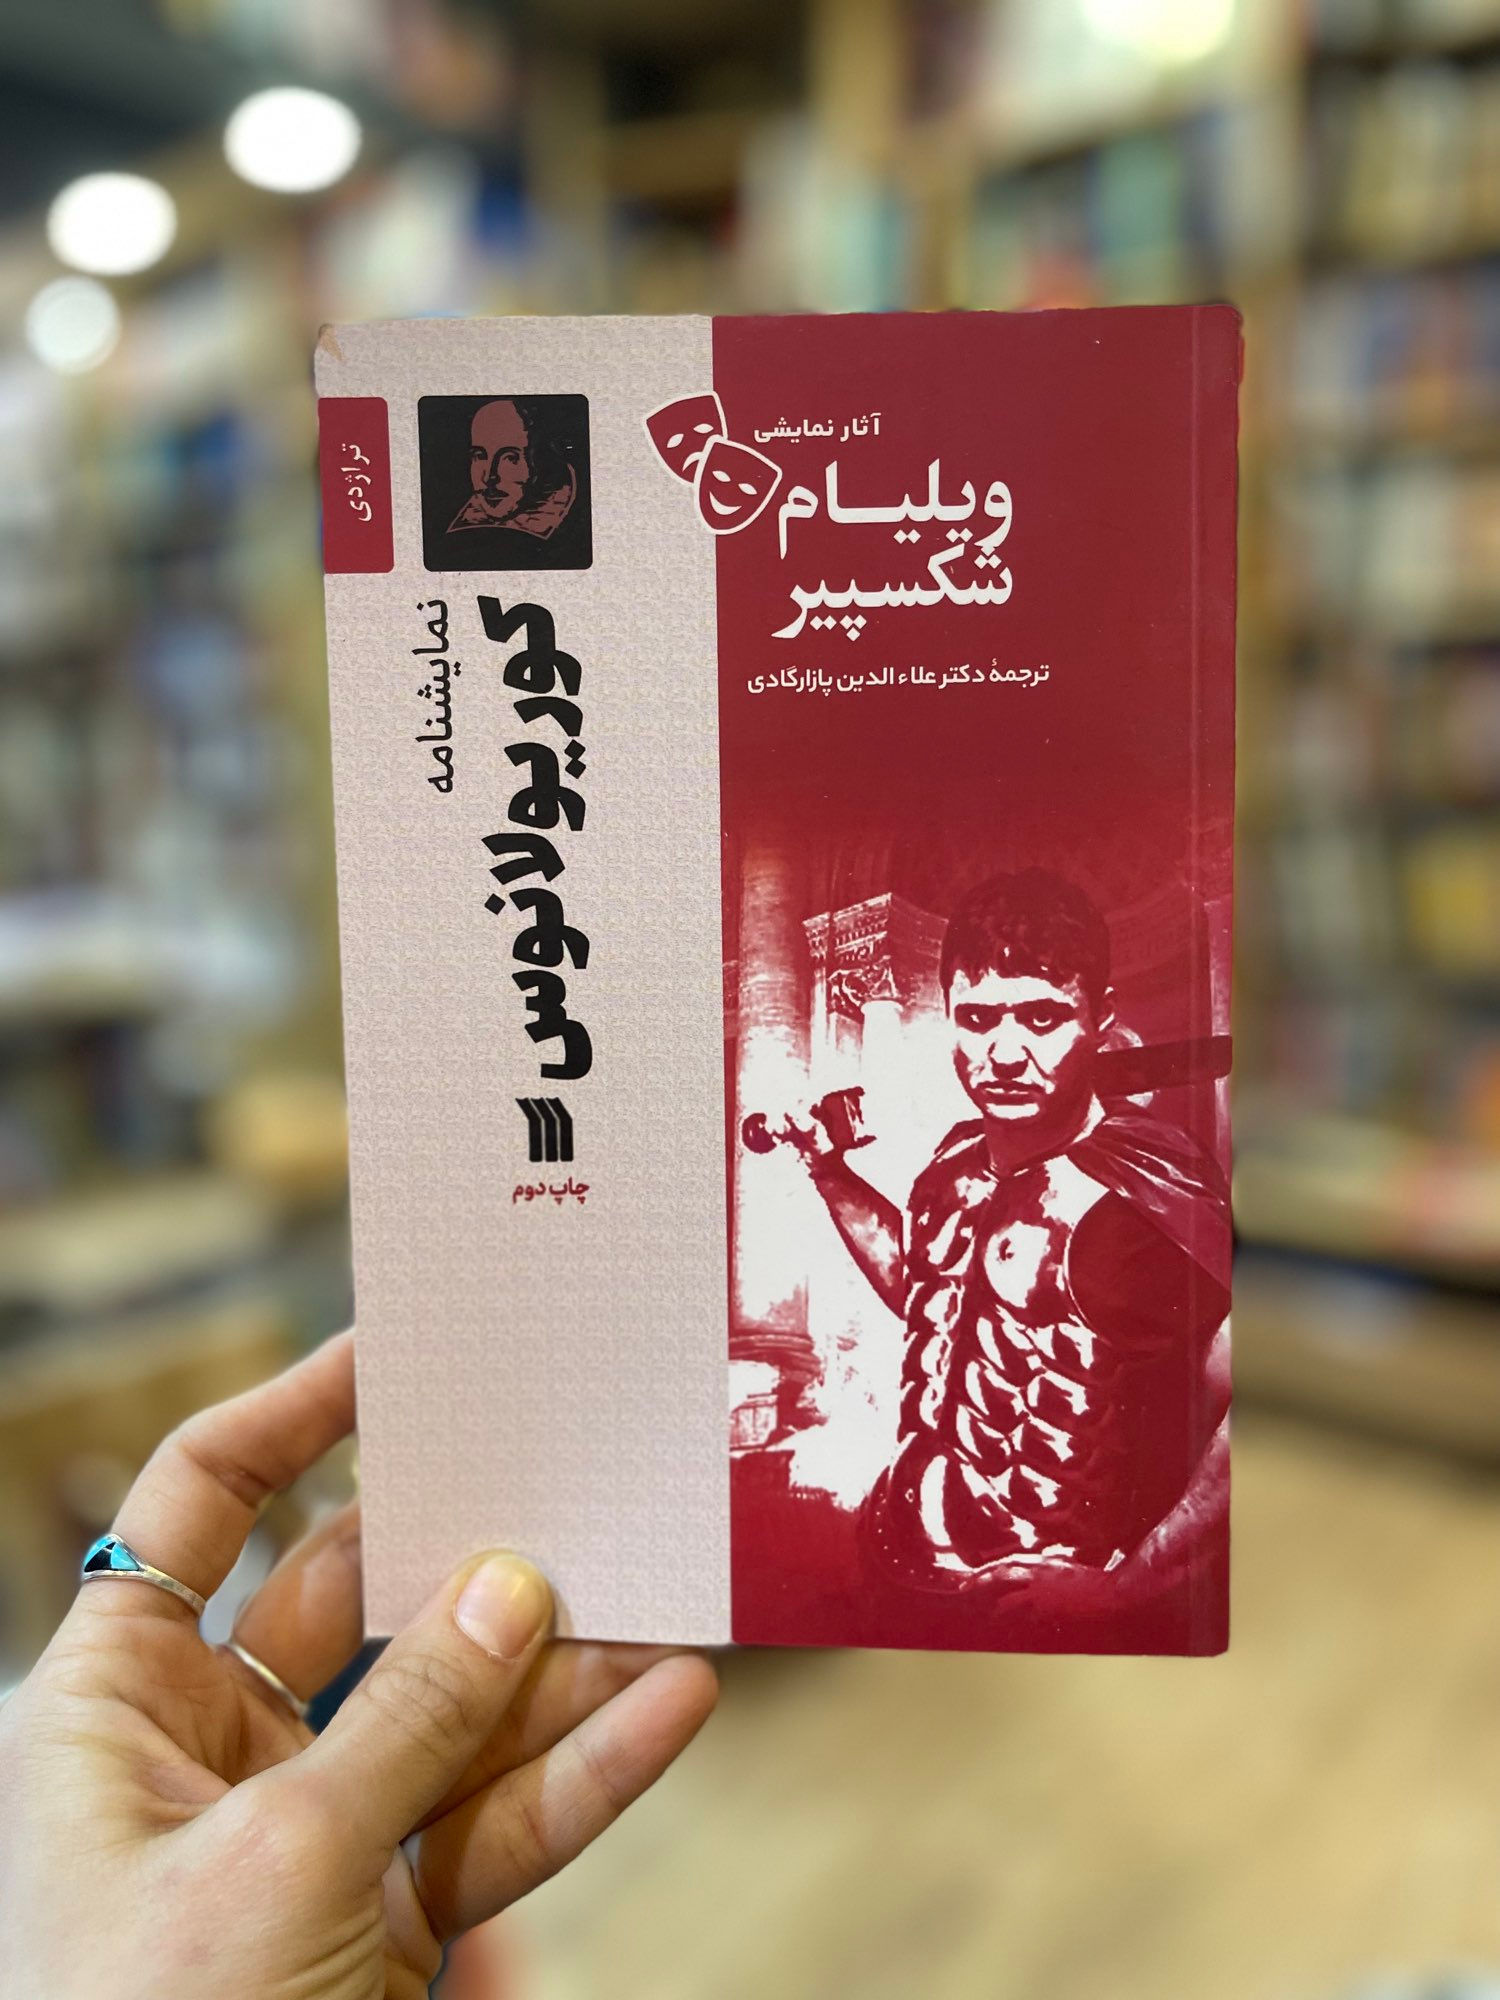 آثار نمایشی
ویلیام
شکسپیر
ترجمهٔ دکتر علاء الدین پازارگادی
تراژدی
نمایشنامه
کوریولانوس
چاپ دوم